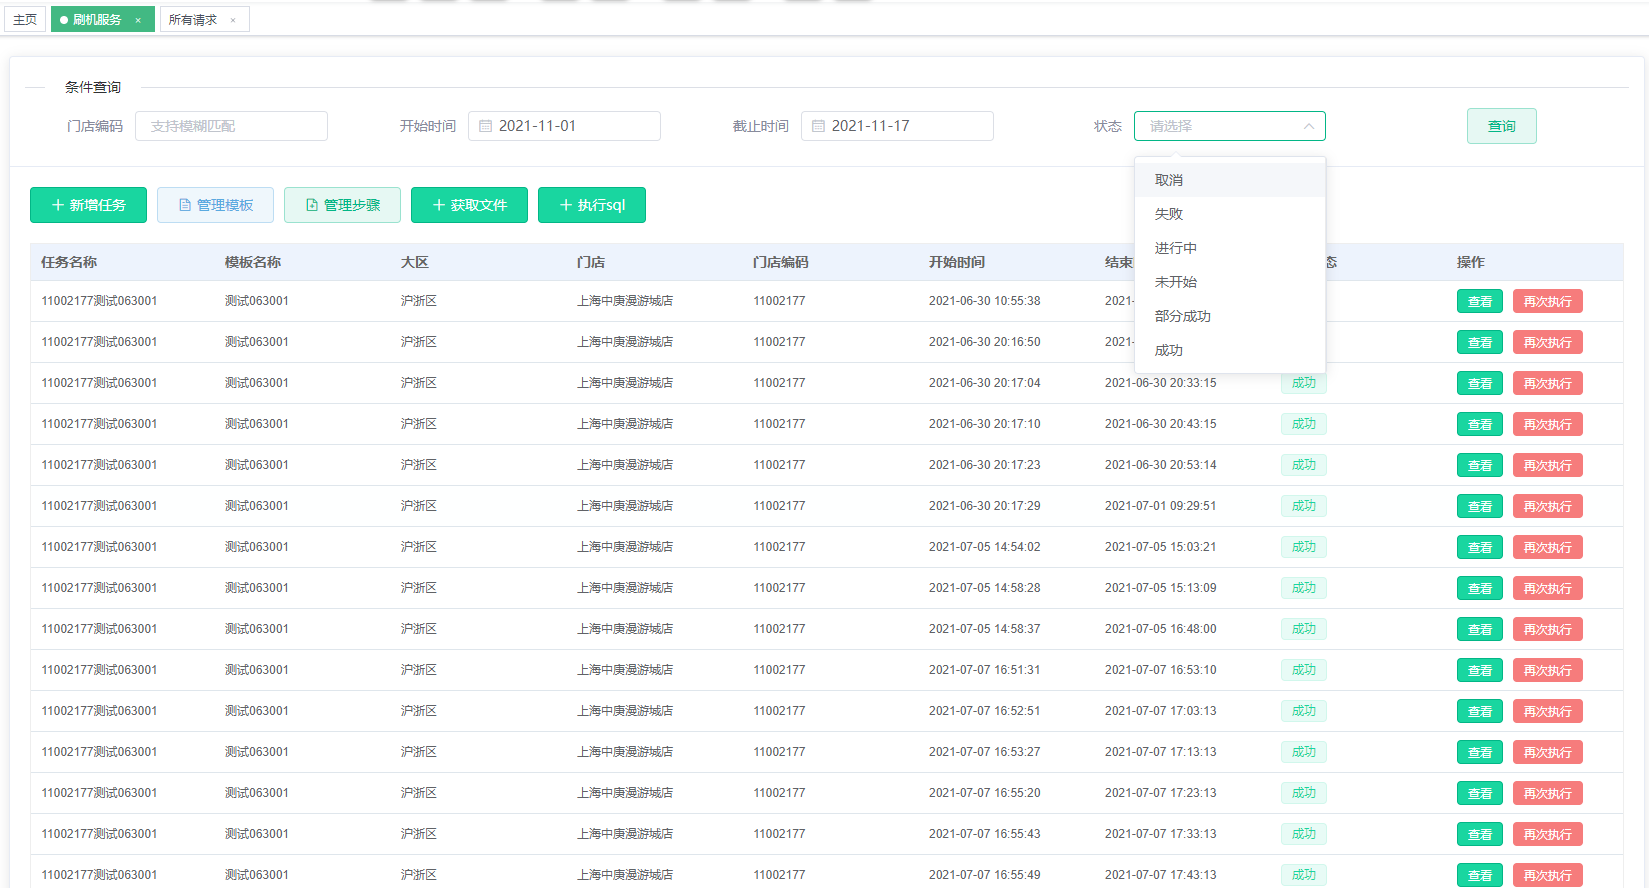 主页 刷机服务 × 所有请求 ×
条件查询
门店编码 支持模糊匹配 开始时间 2021-11-01 截止时间 2021-11-17 状态 请选择 查询
取消
失败
进行中
未开始
部分成功
成功
+ 新增任务 管理模板 管理步骤 + 获取文件 + 执行sql
任务名称 模板名称 大区 门店 门店编码 开始时间 结束 态 操作
11002177测试063001 测试063001 沪浙区 上海中庚漫游城店 11002177 2021-06-30 10:55:38 2021- 查看 再次执行
11002177测试063001 测试063001 沪浙区 上海中庚漫游城店 11002177 2021-06-30 20:16:50 2021- 查看 再次执行
11002177测试063001 测试063001 沪浙区 上海中庚漫游城店 11002177 2021-06-30 20:17:04 2021-06-30 20:33:15 成功 查看 再次执行
11002177测试063001 测试063001 沪浙区 上海中庚漫游城店 11002177 2021-06-30 20:17:10 2021-06-30 20:43:15 成功 查看 再次执行
11002177测试063001 测试063001 沪浙区 上海中庚漫游城店 11002177 2021-06-30 20:17:23 2021-06-30 20:53:14 成功 查看 再次执行
11002177测试063001 测试063001 沪浙区 上海中庚漫游城店 11002177 2021-06-30 20:17:29 2021-07-01 09:29:51 成功 查看 再次执行
11002177测试063001 测试063001 沪浙区 上海中庚漫游城店 11002177 2021-07-05 14:54:02 2021-07-05 15:03:21 成功 查看 再次执行
11002177测试063001 测试063001 沪浙区 上海中庚漫游城店 11002177 2021-07-05 14:58:28 2021-07-05 15:13:09 成功 查看 再次执行
11002177测试063001 测试063001 沪浙区 上海中庚漫游城店 11002177 2021-07-05 14:58:37 2021-07-05 16:48:00 成功 查看 再次执行
11002177测试063001 测试063001 沪浙区 上海中庚漫游城店 11002177 2021-07-07 16:51:31 2021-07-07 16:53:10 成功 查看 再次执行
11002177测试063001 测试063001 沪浙区 上海中庚漫游城店 11002177 2021-07-07 16:52:51 2021-07-07 17:03:13 成功 查看 再次执行
11002177测试063001 测试063001 沪浙区 上海中庚漫游城店 11002177 2021-07-07 16:53:27 2021-07-07 17:13:13 成功 查看 再次执行
11002177测试063001 测试063001 沪浙区 上海中庚漫游城店 11002177 2021-07-07 16:55:20 2021-07-07 17:23:13 成功 查看 再次执行
11002177测试063001 测试063001 沪浙区 上海中庚漫游城店 11002177 2021-07-07 16:55:43 2021-07-07 17:33:13 成功 查看 再次执行
11002177测试063001 测试063001 沪浙区 上海中庚漫游城店 11002177 2021-07-07 16:55:49 2021-07-07 17:43:13 成功 查看 再次执行